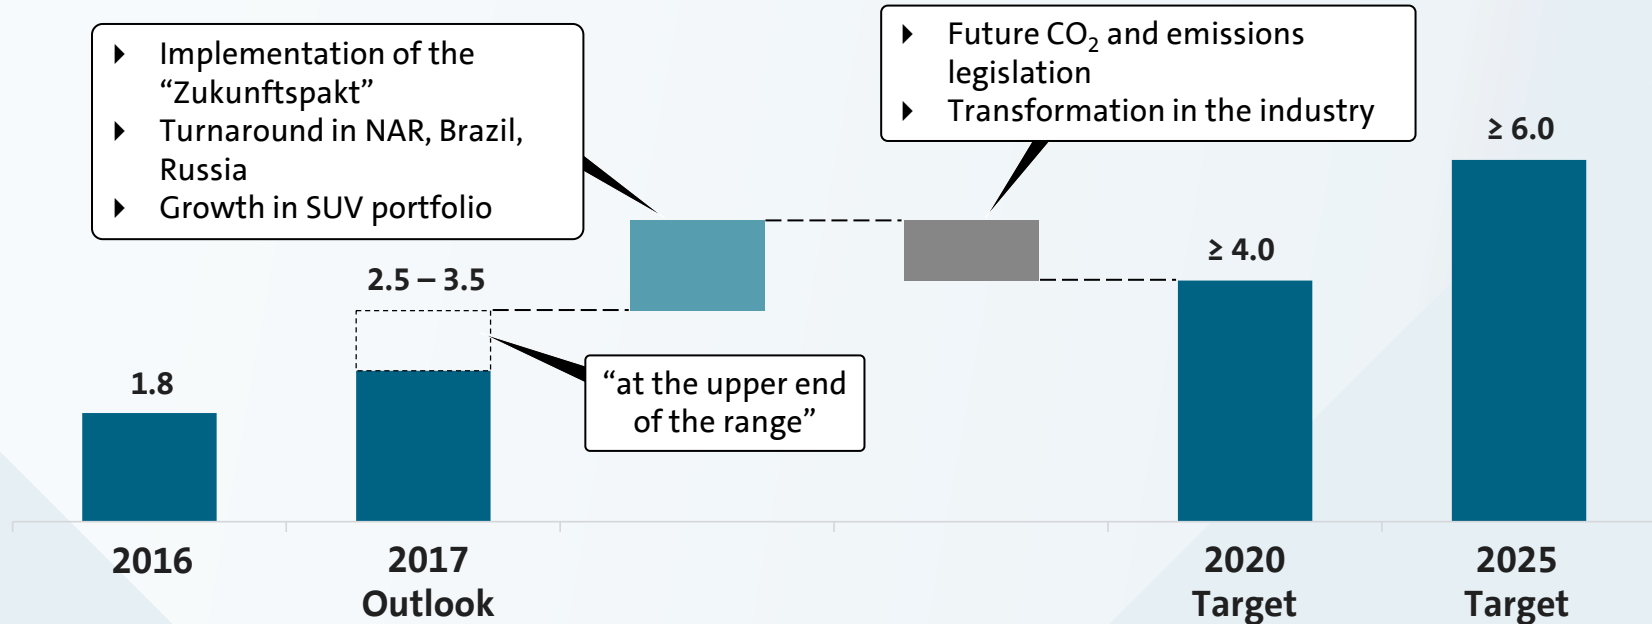 ▶ Implementation of the
“Zukunftspakt”
▶ Turnaround in NAR, Brazil,
Russia
▶ Growth in SUV portfolio
▶ Future CO₂ and emissions
legislation
▶ Transformation in the industry
1.8
2.5 – 3.5
“at the upper end
of the range”
≥ 4.0
≥ 6.0
2016
2017
Outlook
2020
Target
2025
Target